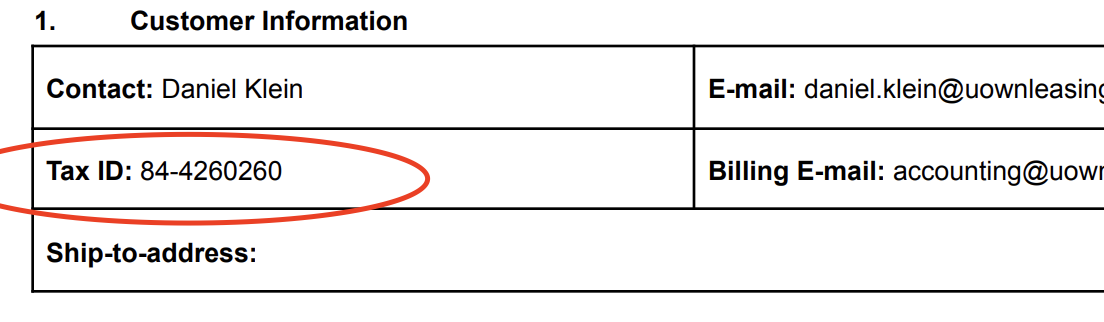 1. Customer Information
Contact: Daniel Klein
E-mail: daniel.klein@uownleasing
Tax ID: 84-4260260
Billing E-mail: accounting@uown
Ship-to-address: